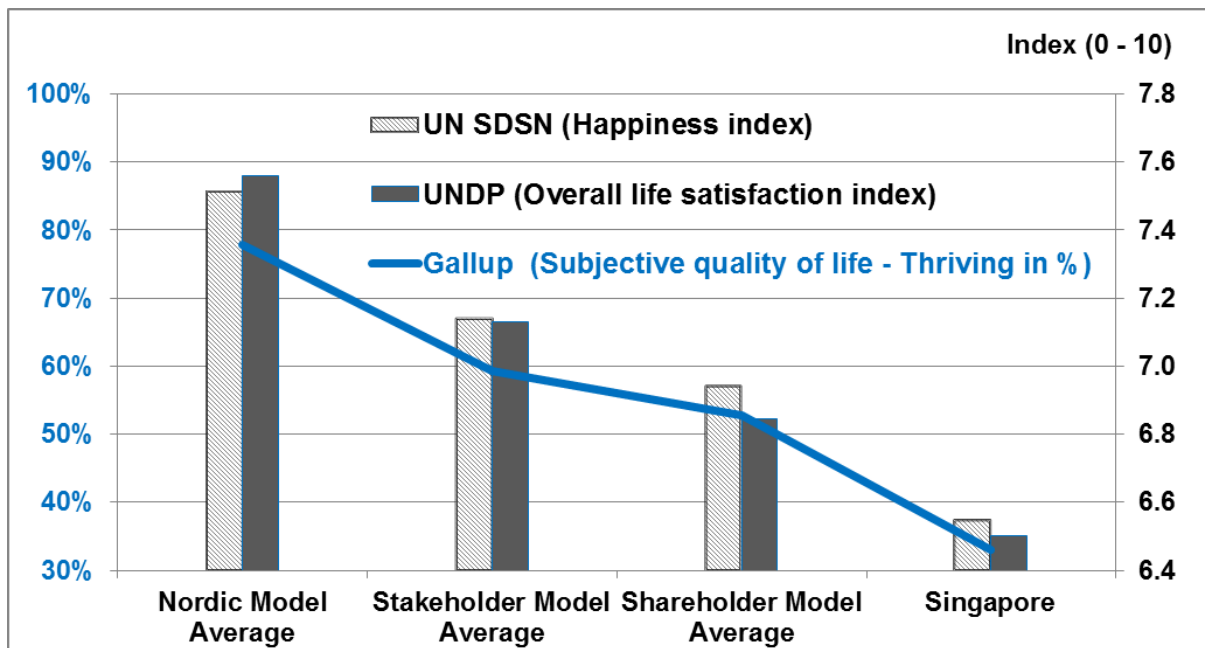 Index (0 - 10)
100%
90%
80%
70%
60%
50%
40%
30%
UN SDSN (Happiness index)
UNDP (Overall life satisfaction index)
Gallup (Subjective quality of life - Thriving in %)
7.8
7.6
7.4
7.2
7.0
6.8
6.6
6.4
Nordic Model
Average
Stakeholder Model
Average
Shareholder Model
Average
Singapore